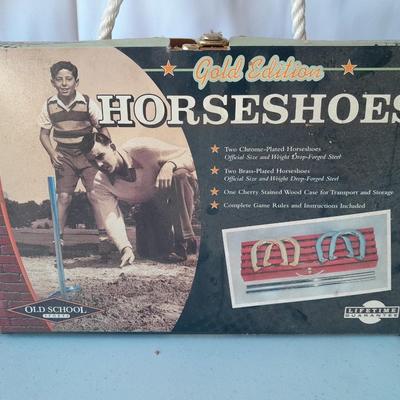 Gold Edition
HORSESHOES
Two Chrome-Plated Horseshoes
Official Size and Weight Drop-Forged Steel
Two Brass-Plated Horseshoes
Official Size and Weight Drop-Forged Steel
One Cherry Stained Wood Case for Transport and Storage
Complete Game Rules and Instructions Included
OLD SCHOOL
SPORTS
LIFETIME
GUARANTEE